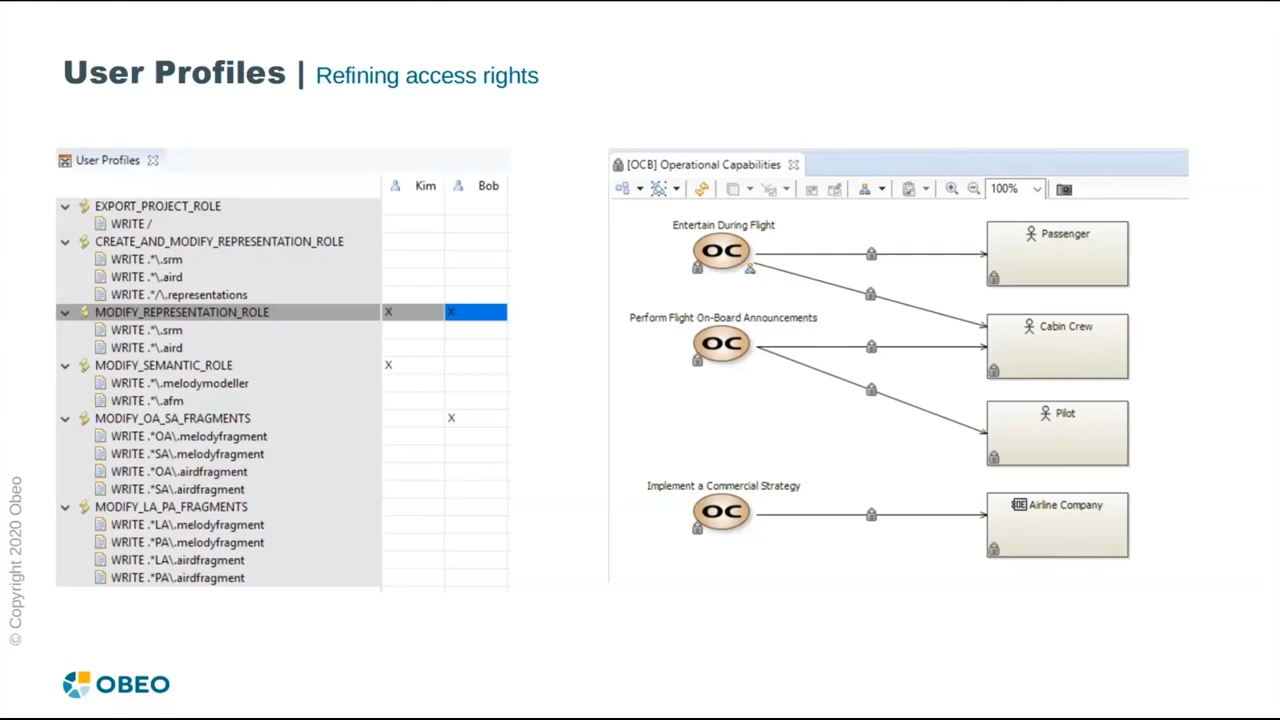 User Profiles | Refining access rights
User Profiles
Kim Bob
EXPORT_PROJECT_ROLE
WRITE /
CREATE_AND_MODIFY_REPRESENTATION_ROLE
WRITE .*\.srm
WRITE .*\.aird
WRITE .*/\.representations
MODIFY_REPRESENTATION_ROLE X X
WRITE .*\.srm
WRITE .*\.aird
MODIFY_SEMANTIC_ROLE X
WRITE .*\.melodymodeller
WRITE .*\.afm
MODIFY_OA_SA_FRAGMENTS X
WRITE .*OA\.melodyfragment
WRITE .*SA\.melodyfragment
WRITE .*OA\.airdfragment
WRITE .*SA\.airdfragment
MODIFY_LA_PA_FRAGMENTS
WRITE .*LA\.melodyfragment
WRITE .*PA\.melodyfragment
WRITE .*LA\.airdfragment
WRITE .*PA\.airdfragment
[OCB] Operational Capabilities
100%
Entertain During Flight
OC
Passenger
Perform Flight On-Board Announcements
OC
Cabin Crew
Pilot
Implement a Commercial Strategy
OC
OE Airline Company
© Copyright 2020 Obeo
OBEO